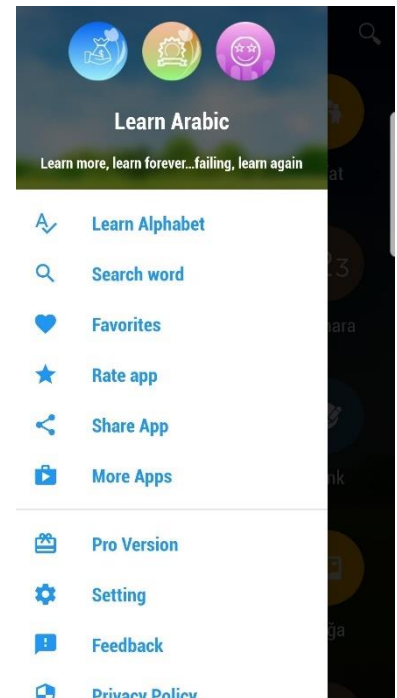 Learn Arabic
Learn more, learn forever...failing, learn again
Learn Alphabet
Search word
Favorites
Rate app
Share App
More Apps
Pro Version
Setting
Feedback
Privacy Policy